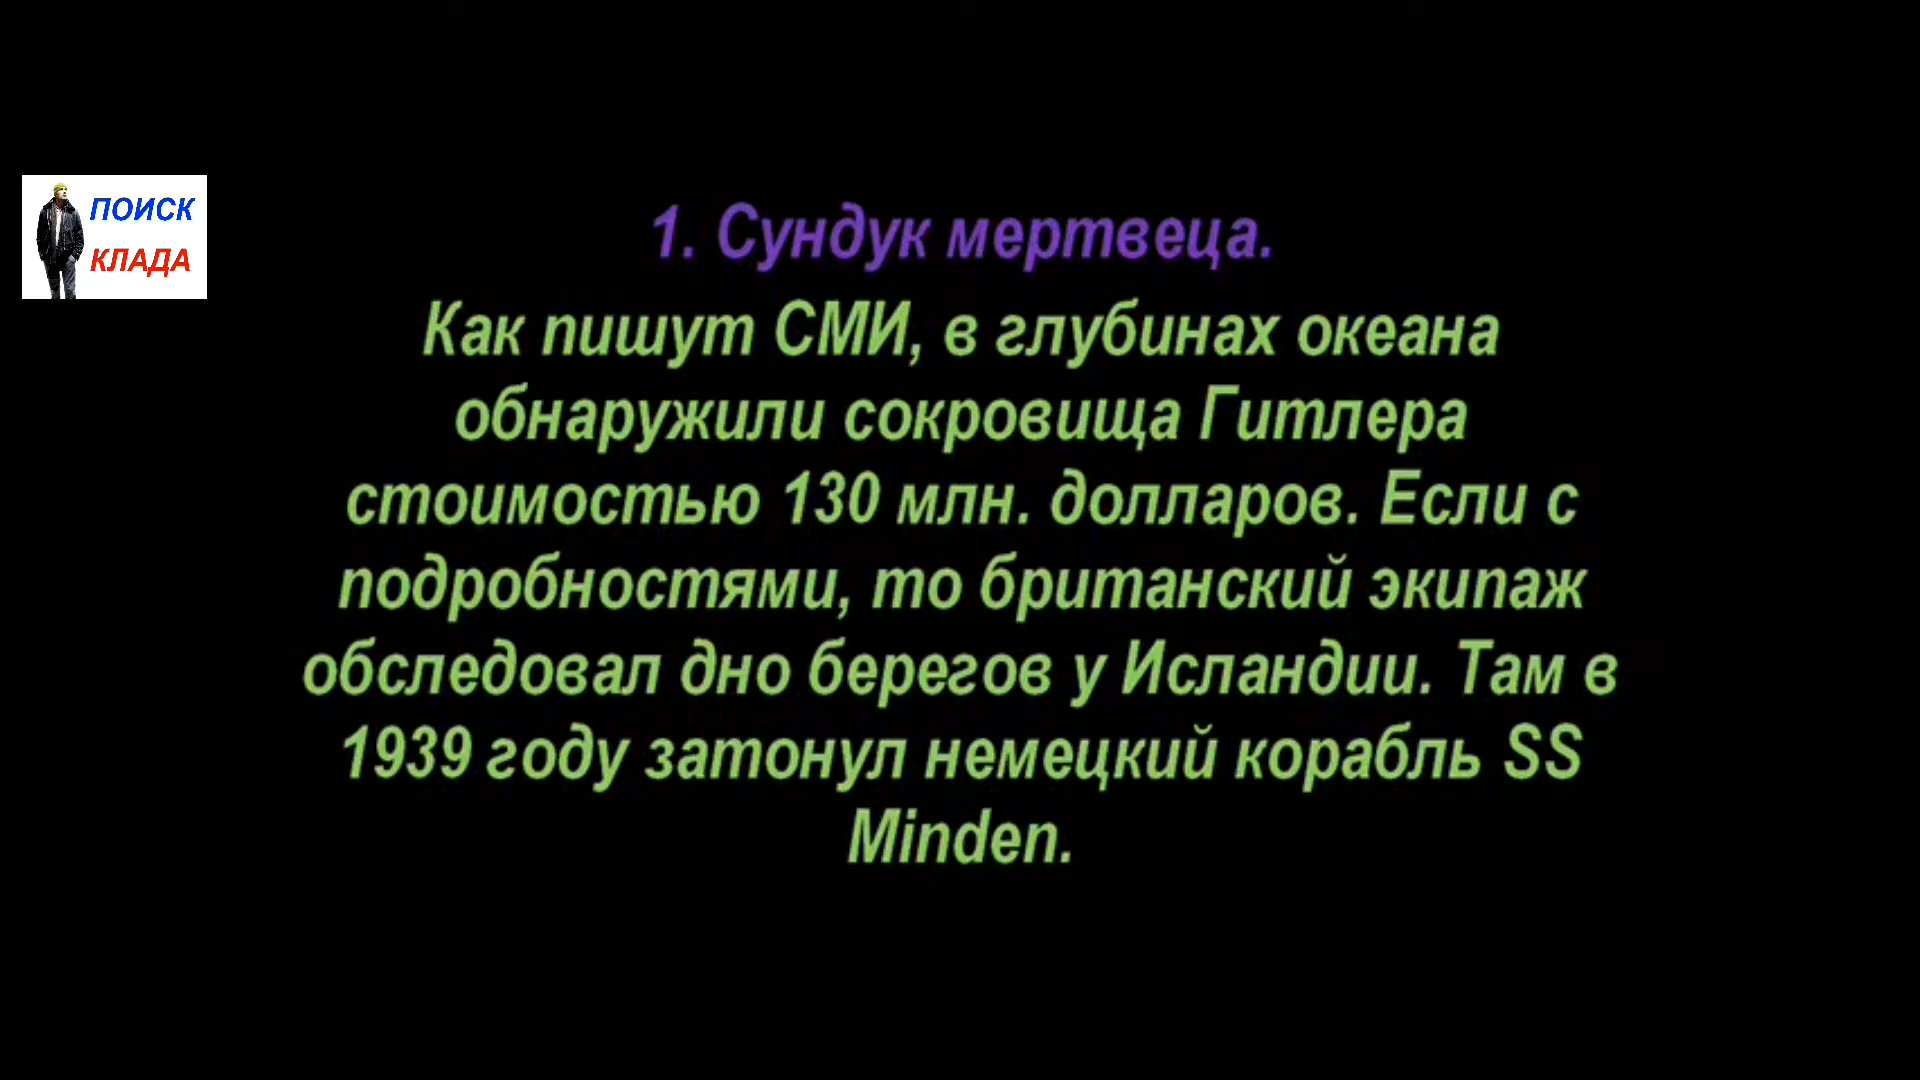 ПОИСК
КЛАДА
1. Сундук мертвеца.
Как пишут СМИ, в глубинах океана
обнаружили сокровища Гитлера
стоимостью 130 млн. долларов. Если с
подробностями, то британский экипаж
обследовал дно берегов у Исландии. Там в
1939 году затонул немецкий корабль SS
Minden.